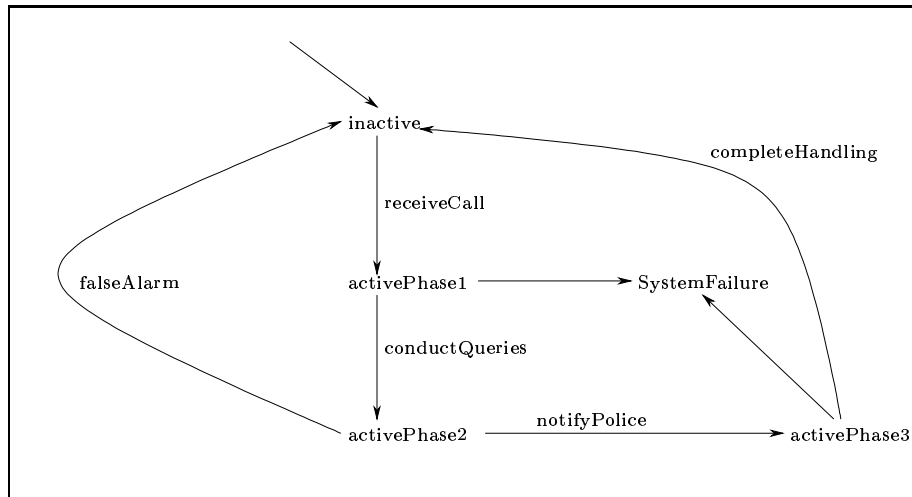 inactive
completeHandling
receiveCall
falseAlarm
activePhase1
SystemFailure
conductQueries
notifyPolice
activePhase2
activePhase3